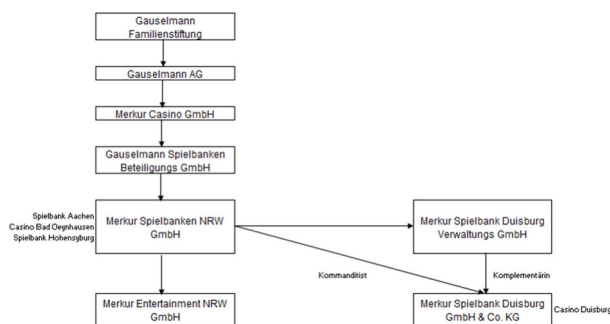 Gauselmann
Familienstiftung
Gauselmann AG
Merkur Casino GmbH
Gauselmann Spielbanken
Beteiligungs GmbH
Spielbank Aachen
Casino Bad Oeynhausen
Spielbank Hohensyburg
Merkur Spielbanken NRW
GmbH
Merkur Spielbank Duisburg
Verwaltungs GmbH
Kommanditist
Komplementärin
Merkur Entertainment NRW
GmbH
Merkur Spielbank Duisburg
GmbH & Co. KG
Casino Duisburg